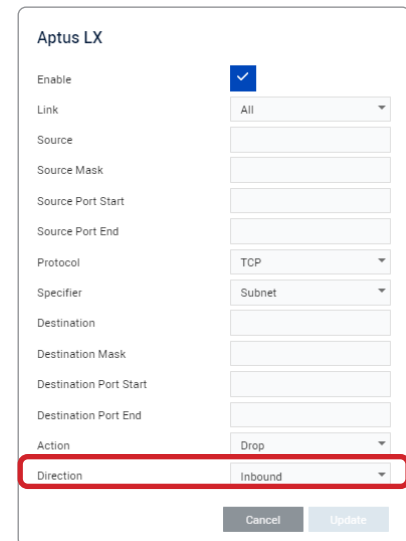 Aptus LX
Enable
Link All
Source
Source Mask
Source Port Start
Source Port End
Protocol TCP
Specifier Subnet
Destination
Destination Mask
Destination Port Start
Destination Port End
Action Drop
Direction Inbound
Cancel Update